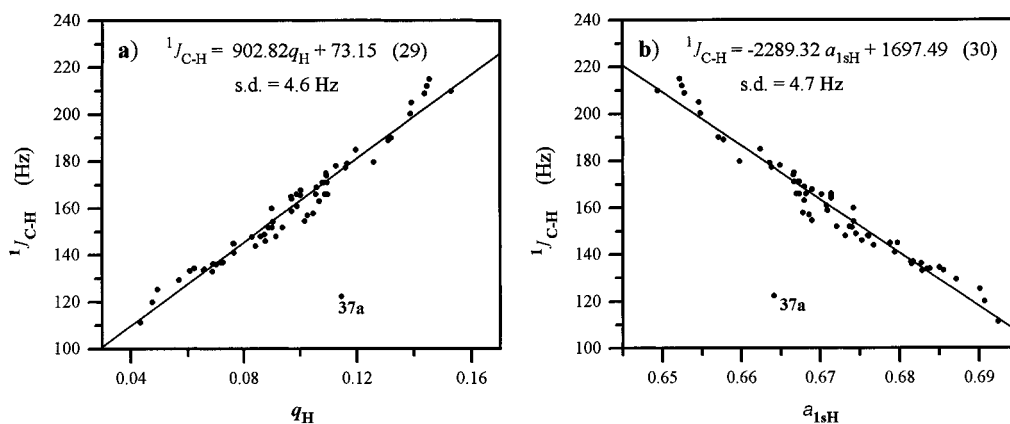 a) ¹J_C-H = 902.82q_H + 73.15 (29)
s.d. = 4.6 Hz
240
220
200
180
160
140
120
100
¹J_C-H (Hz)
37a
0.04 0.08 0.12 0.16
q_H
b) ¹J_C-H = -2289.32 a_1sH + 1697.49 (30)
s.d. = 4.7 Hz
240
220
200
180
160
140
120
100
¹J_C-H (Hz)
37a
0.65 0.66 0.67 0.68 0.69
a_1sH